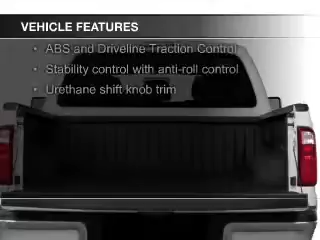 VEHICLE FEATURES
• ABS and Driveline Traction Control
• Stability control with anti-roll control
• Urethane shift knob trim